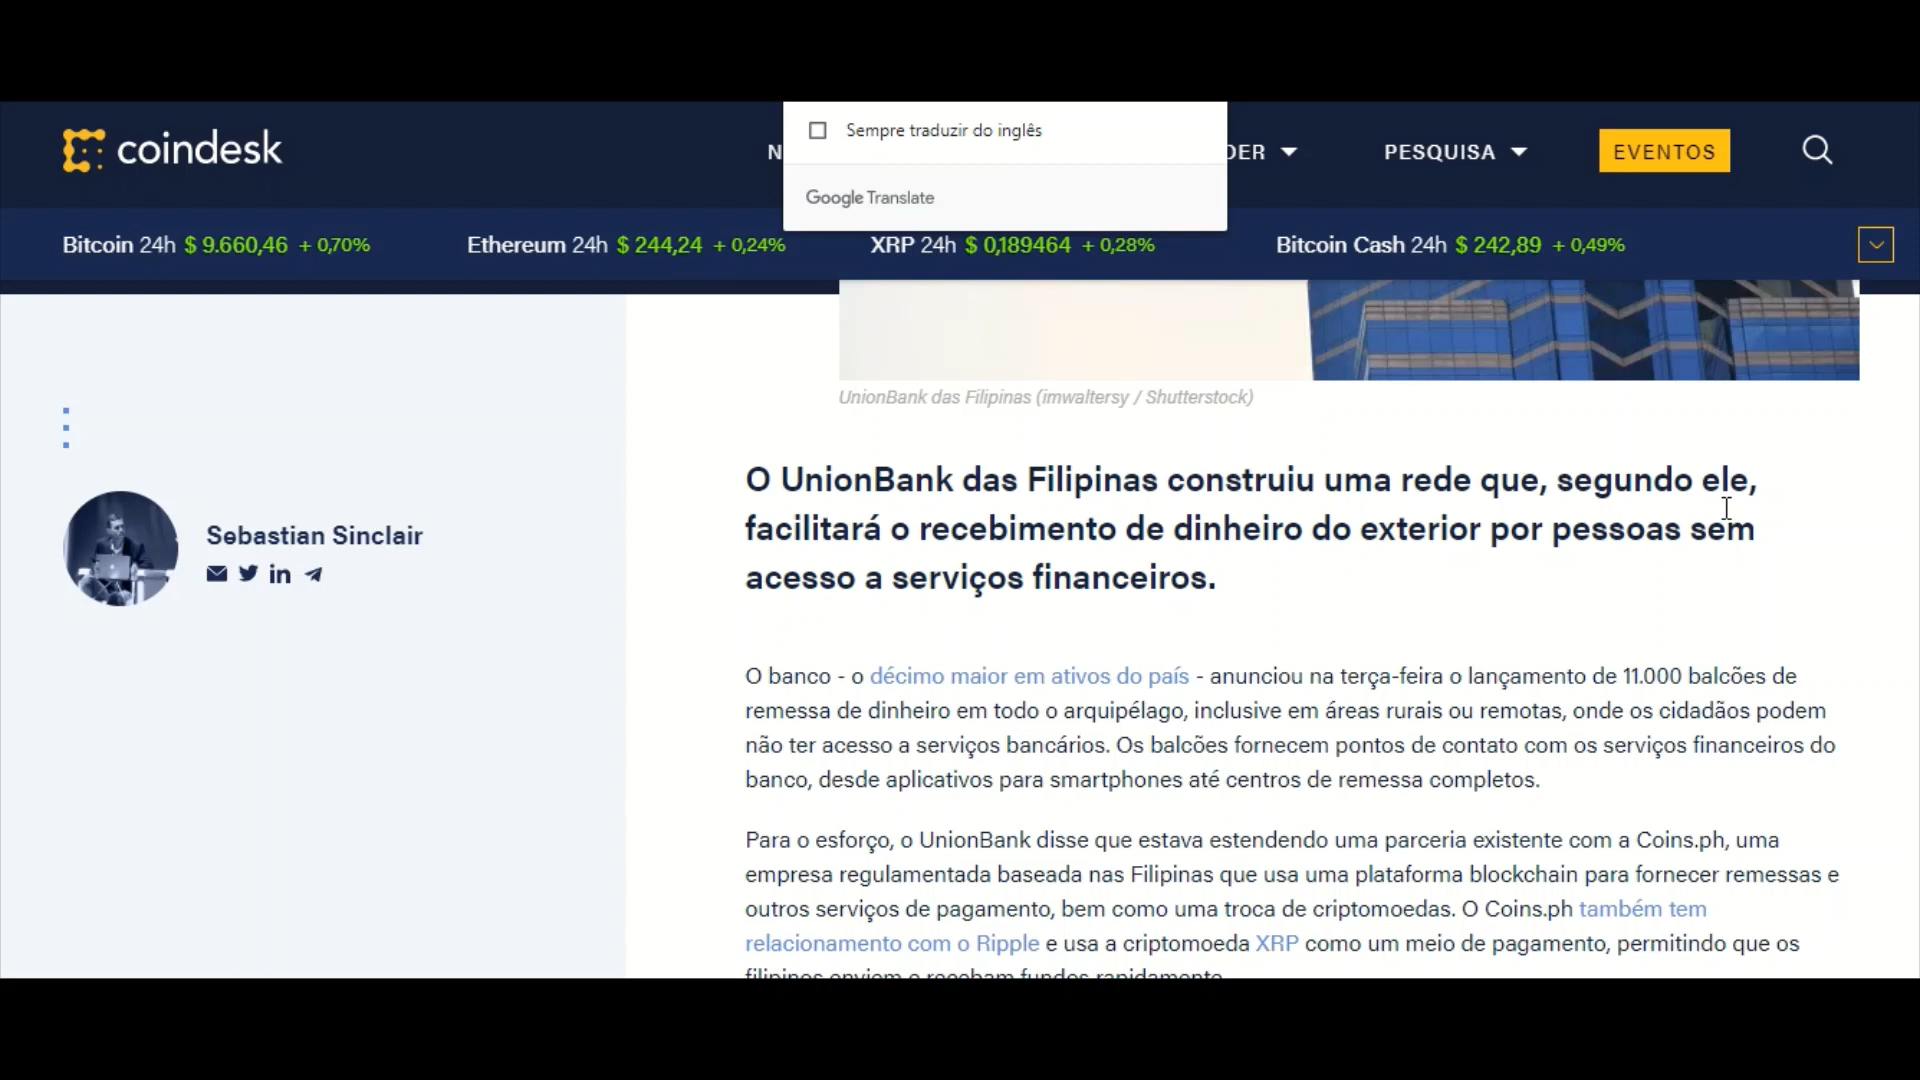 Sempre traduzir do inglês
coindesk
N
DER
PESQUISA
EVENTOS
Google Translate
Bitcoin 24h $ 9.660,46 + 0,70%
Ethereum 24h $ 244,24 + 0,24%
XRP 24h $ 0,189464 + 0,28%
Bitcoin Cash 24h $ 242,89 + 0,49%
UnionBank das Filipinas (imwaltersy / Shutterstock)
Sebastian Sinclair
O UnionBank das Filipinas construiu uma rede que, segundo ele,
facilitará o recebimento de dinheiro do exterior por pessoas sem
acesso a serviços financeiros.
O banco - o décimo maior em ativos do país - anunciou na terça-feira o lançamento de 11.000 balcões de
remessa de dinheiro em todo o arquipélago, inclusive em áreas rurais ou remotas, onde os cidadãos podem
não ter acesso a serviços bancários. Os balcões fornecem pontos de contato com os serviços financeiros do
banco, desde aplicativos para smartphones até centros de remessa completos.
Para o esforço, o UnionBank disse que estava estendendo uma parceria existente com a Coins.ph, uma
empresa regulamentada baseada nas Filipinas que usa uma plataforma blockchain para fornecer remessas e
outros serviços de pagamento, bem como uma troca de criptomoedas. O Coins.ph também tem
relacionamento com o Ripple e usa a criptomoeda XRP como um meio de pagamento, permitindo que os
filipinos enviem e recebam fundos rapidamente.